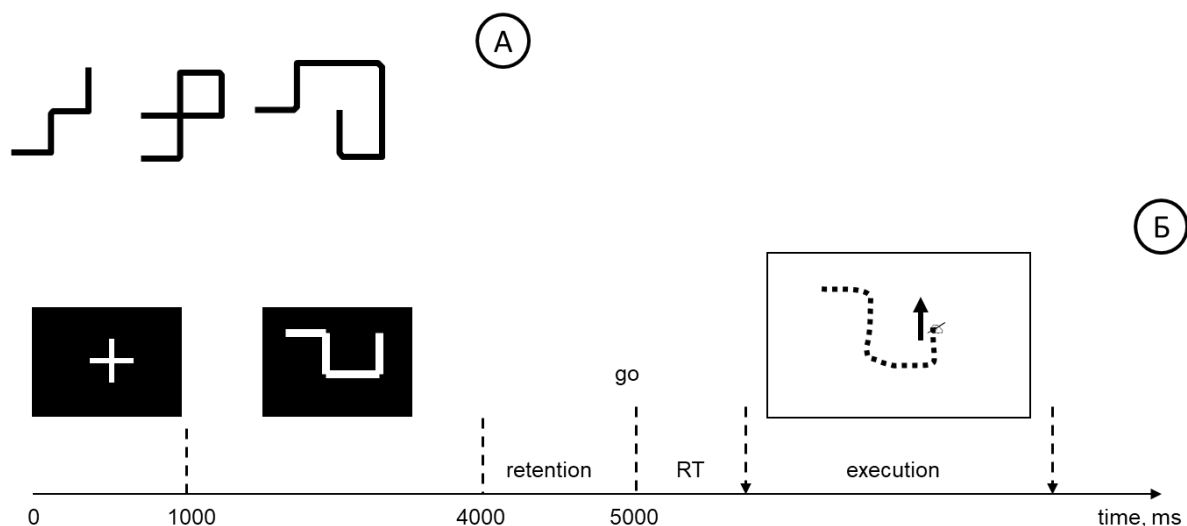 А
Б
go
retention RT execution
0 1000 4000 5000 time, ms